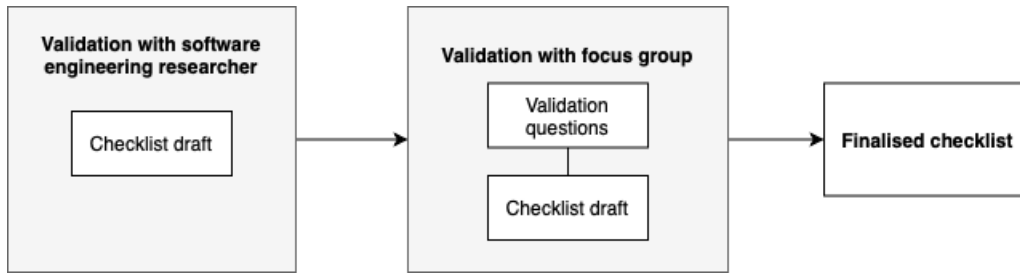 Validation with software
engineering researcher
Checklist draft
Validation with focus group
Validation
questions
Checklist draft
Finalised checklist